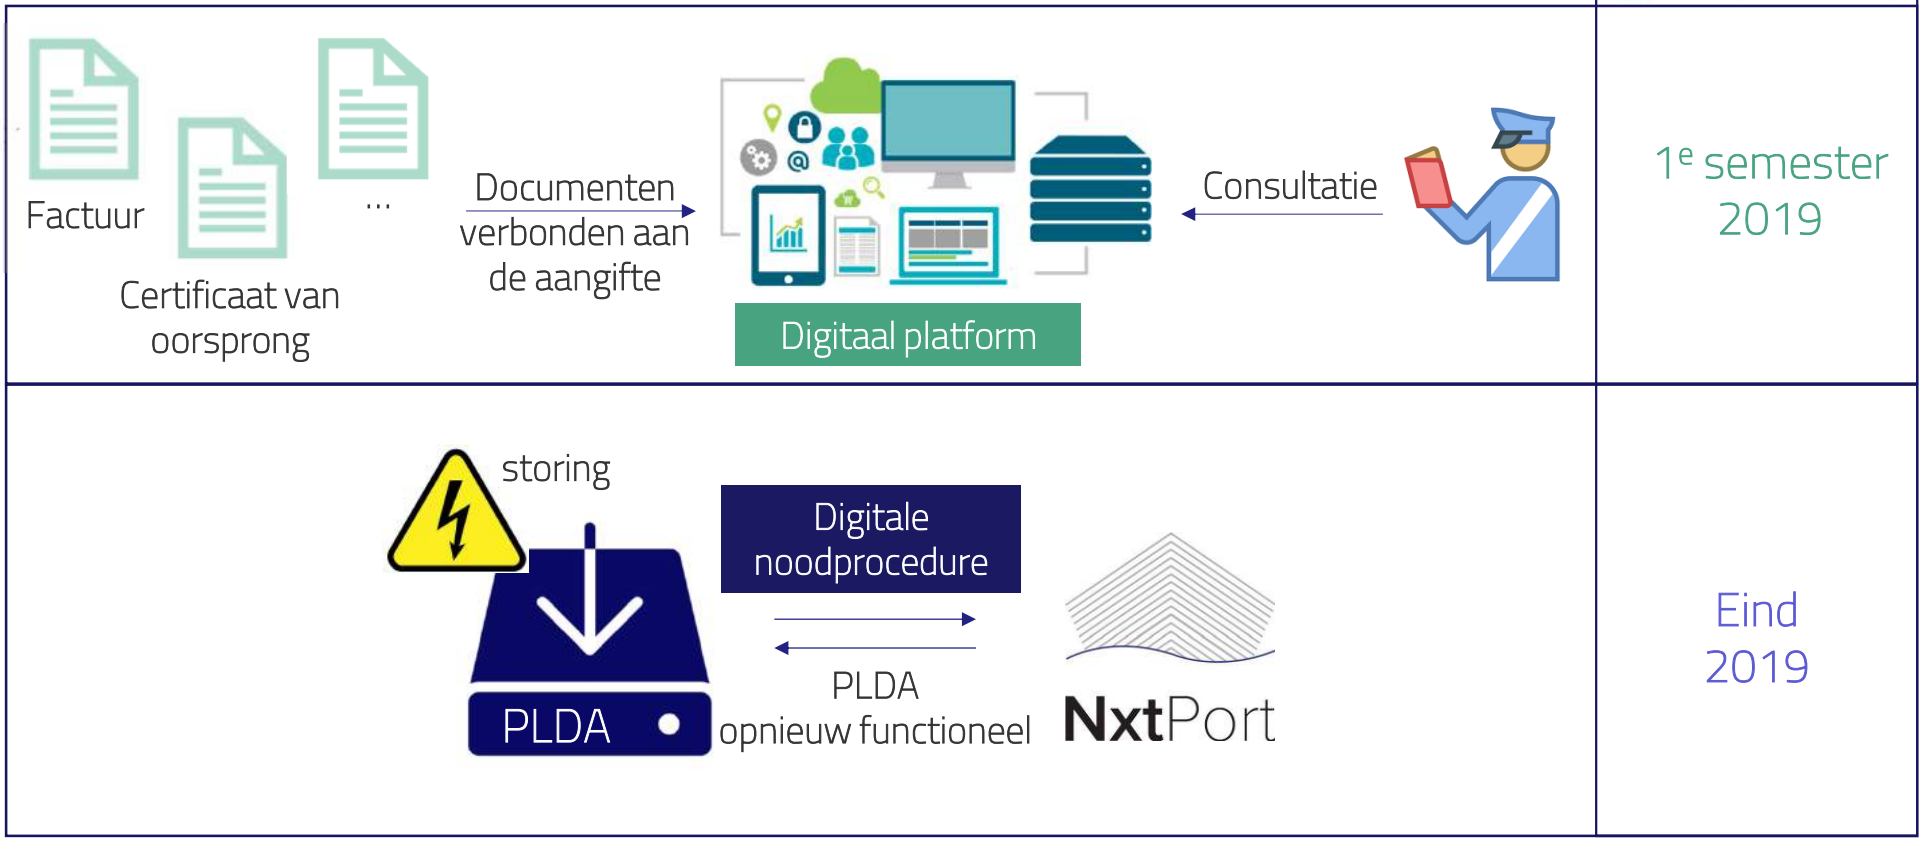 Factuur
Certificaat van
oorsprong
...
Documenten
verbonden aan
de aangifte
Digitaal platform
Consultatie
1e semester
2019
storing
PLDA
Digitale
noodprocedure
PLDA
opnieuw functioneel
NxtPort
Eind
2019